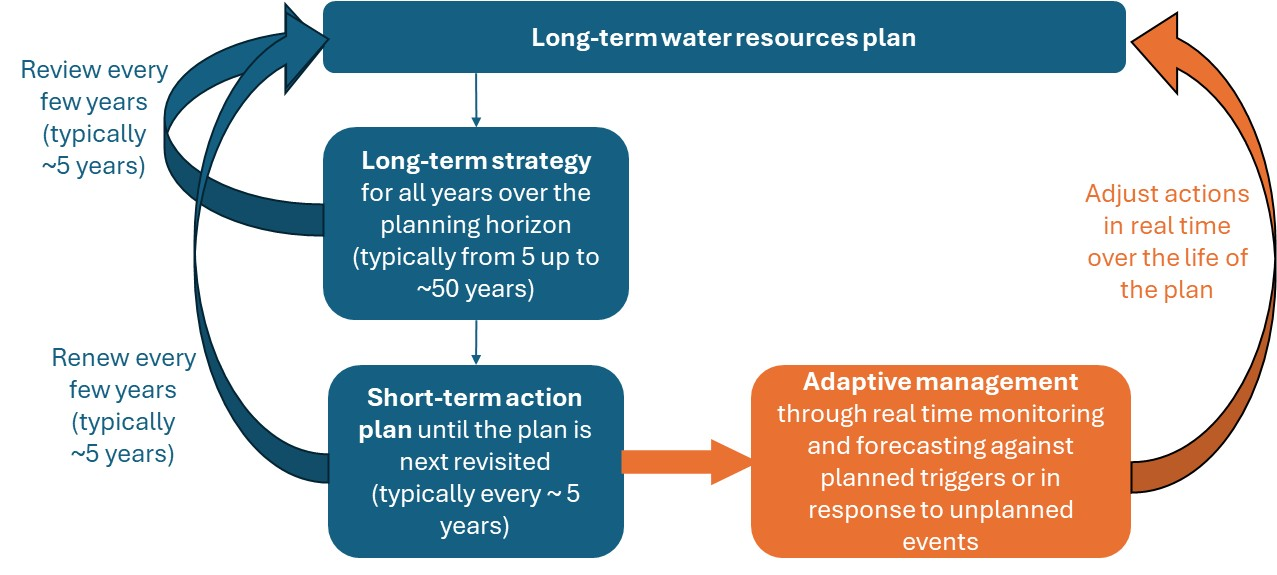 Long-term water resources plan
Review every
few years
(typically
~5 years)
Long-term strategy
for all years over the
planning horizon
(typically from 5 up to
~50 years)
Adjust actions
in real time
over the life of
the plan
Renew every
few years
(typically
~5 years)
Short-term action
plan until the plan is
next revisited
(typically every ~ 5
years)
Adaptive management
through real time monitoring
and forecasting against
planned triggers or in
response to unplanned
events